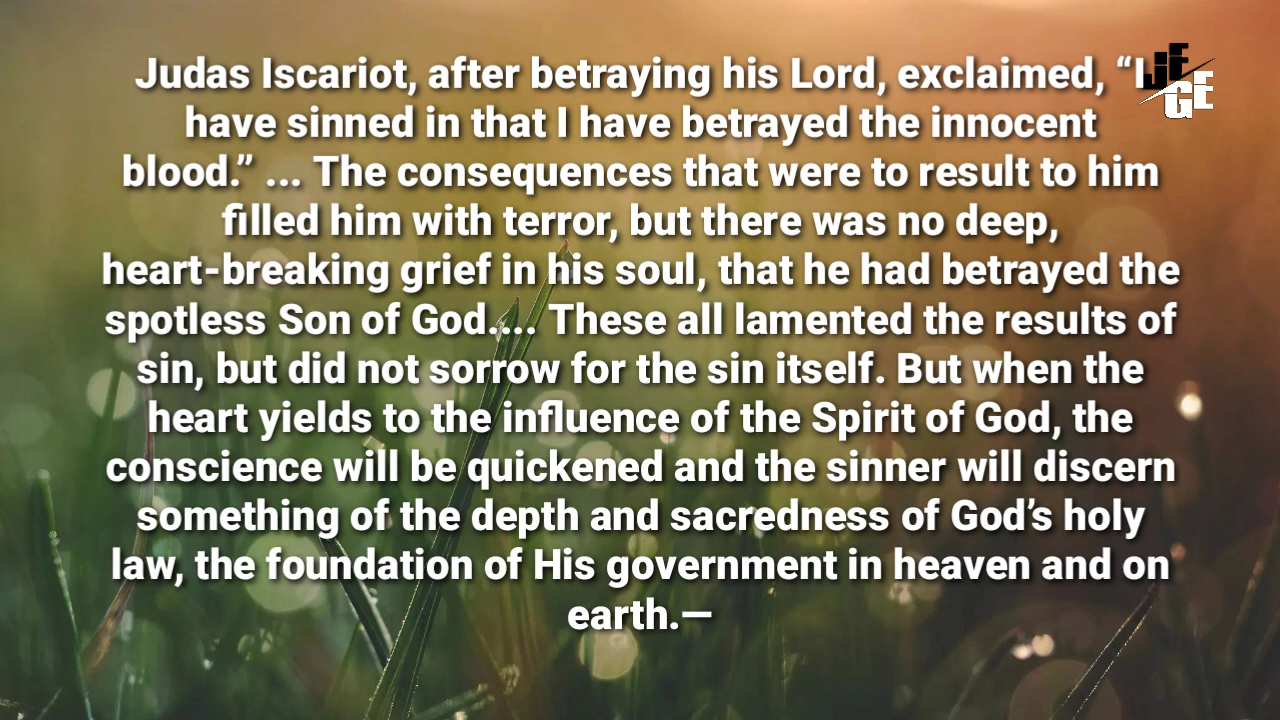 Judas Iscariot, after betraying his Lord, exclaimed, “I
have sinned in that I have betrayed the innocent
blood.” ... The consequences that were to result to him
filled him with terror, but there was no deep,
heart-breaking grief in his soul, that he had betrayed the
spotless Son of God.... These all lamented the results of
sin, but did not sorrow for the sin itself. But when the
heart yields to the influence of the Spirit of God, the
conscience will be quickened and the sinner will discern
something of the depth and sacredness of God’s holy
law, the foundation of His government in heaven and on
earth.—